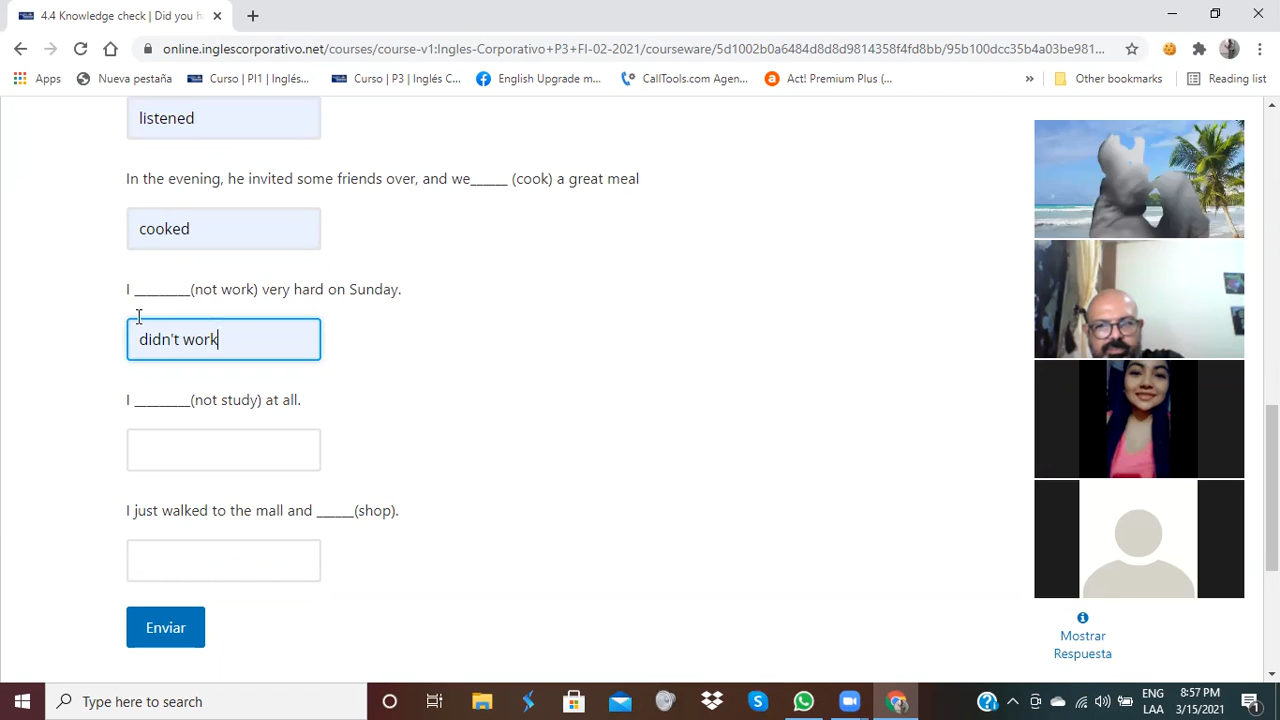 4.4 Knowledge check | Did you h
online.inglescorporativo.net/courses/course-v1:Ingles-Corporativo+P3+FI-02-2021/courseware/5d1002b0a6484d8d8d9814358f4fd8bb/95b100dcc35b4a03be981...
Apps Nueva pestaña Curso | PI1 | Inglés... Curso | P3 | Inglés C... English Upgrade m... CallTools.com Agen... Act! Premium Plus (... » Other bookmarks Reading list
listened
In the evening, he invited some friends over, and we______ (cook) a great meal
cooked
I _________(not work) very hard on Sunday.
didn't work
I _________(not study) at all.
I just walked to the mall and ______(shop).
Enviar
Mostrar
Respuesta
Type here to search
ENG 8:57 PM
LAA 3/15/2021